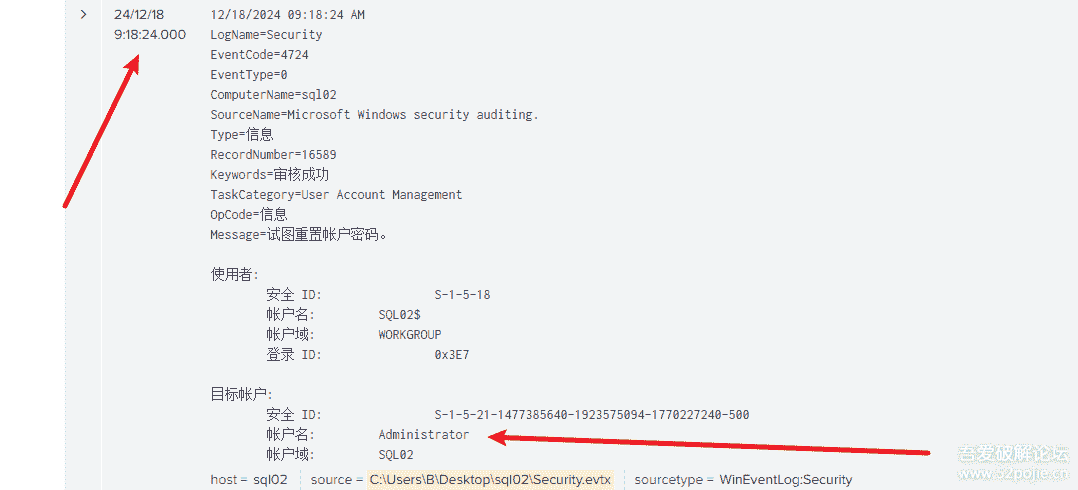 24/12/18
9:18:24.000
12/18/2024 09:18:24 AM
LogName=Security
EventCode=4724
EventType=0
ComputerName=sql02
SourceName=Microsoft Windows security auditing.
Type=信息
RecordNumber=16589
Keywords=审核成功
TaskCategory=User Account Management
OpCode=信息
Message=试图重置帐户密码。
使用者:
安全 ID: S-1-5-18
帐户名: SQL02$
帐户域: WORKGROUP
登录 ID: 0x3E7
目标帐户:
安全 ID: S-1-5-21-1477385640-1923575094-1770227240-500
帐户名: Administrator
帐户域: SQL02
host = sql02 source = C:\Users\B\Desktop\sql02\Security.evtx sourcetype = WinEventLog:Security
吾爱破解论坛
www.52pojie.cn